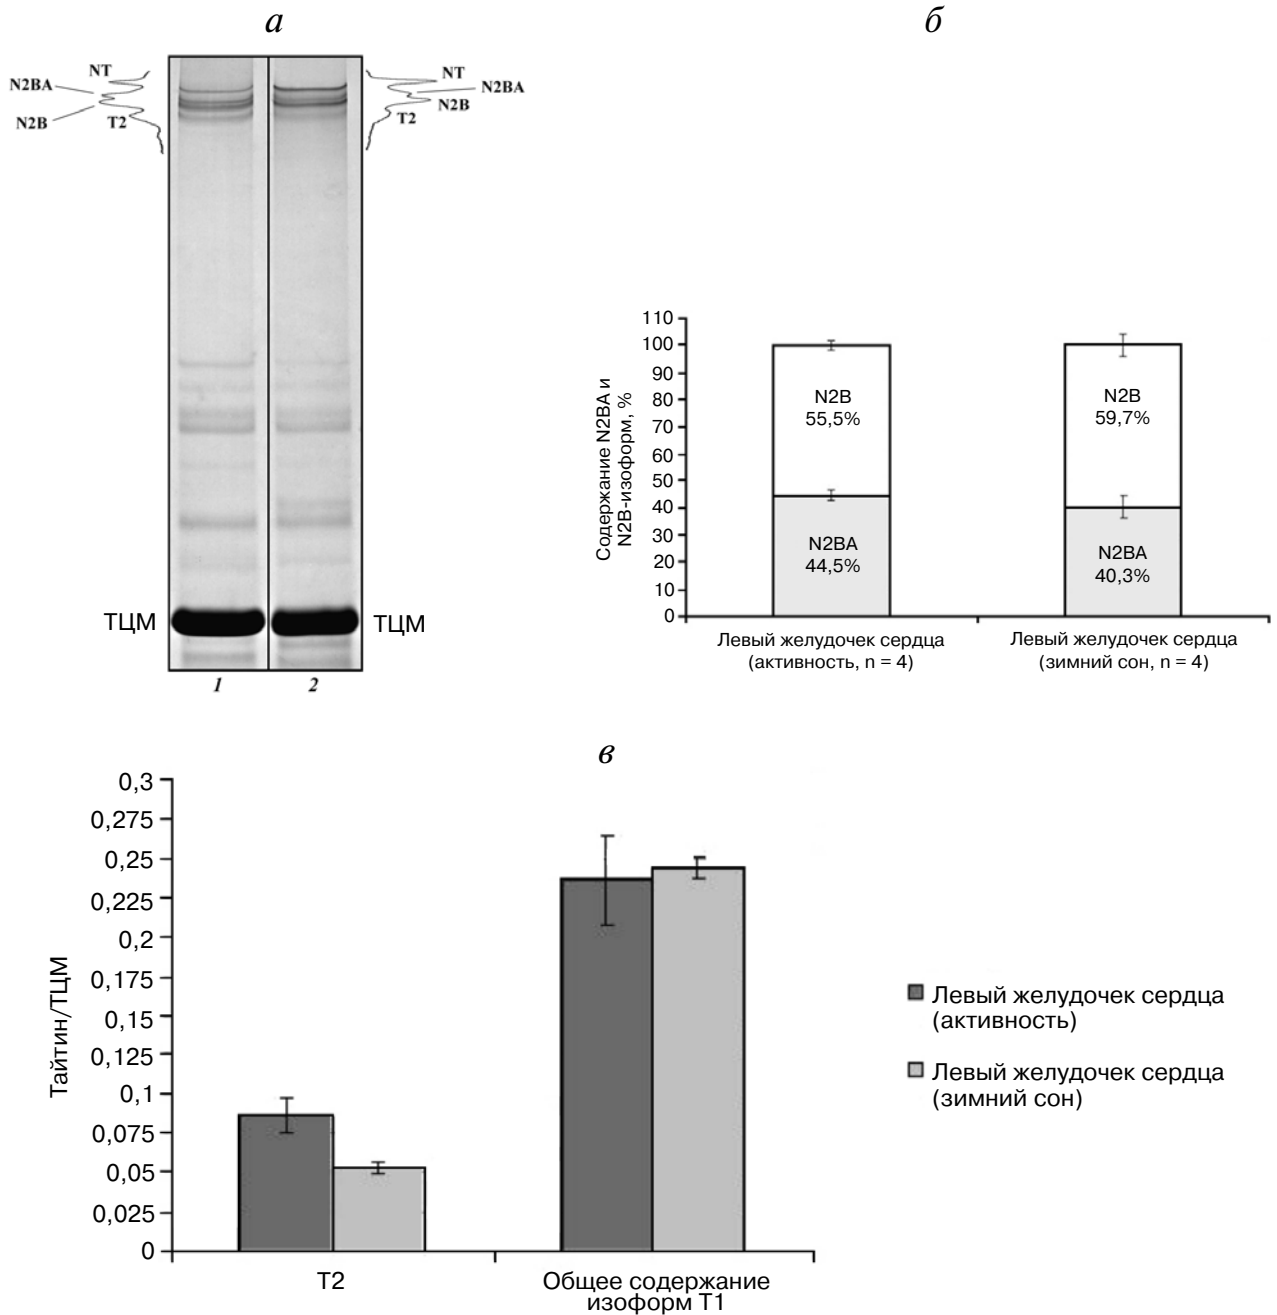 а
NT
N2BA
N2B
T2
NT
N2BA
N2B
T2
ТЦМ
ТЦМ
1
2
б
Содержание N2BA и
N2B-изоформ, %
110
100
90
80
70
60
50
40
30
20
10
0
N2B
55,5%
N2BA
44,5%
N2B
59,7%
N2BA
40,3%
Левый желудочек сердца
(активность, n = 4)
Левый желудочек сердца
(зимний сон, n = 4)
в
Тайтин/ТЦМ
0,3
0,275
0,25
0,225
0,2
0,175
0,15
0,125
0,1
0,075
0,05
0,025
0
T2
Общее содержание
изоформ T1
Левый желудочек сердца
(активность)
Левый желудочек сердца
(зимний сон)